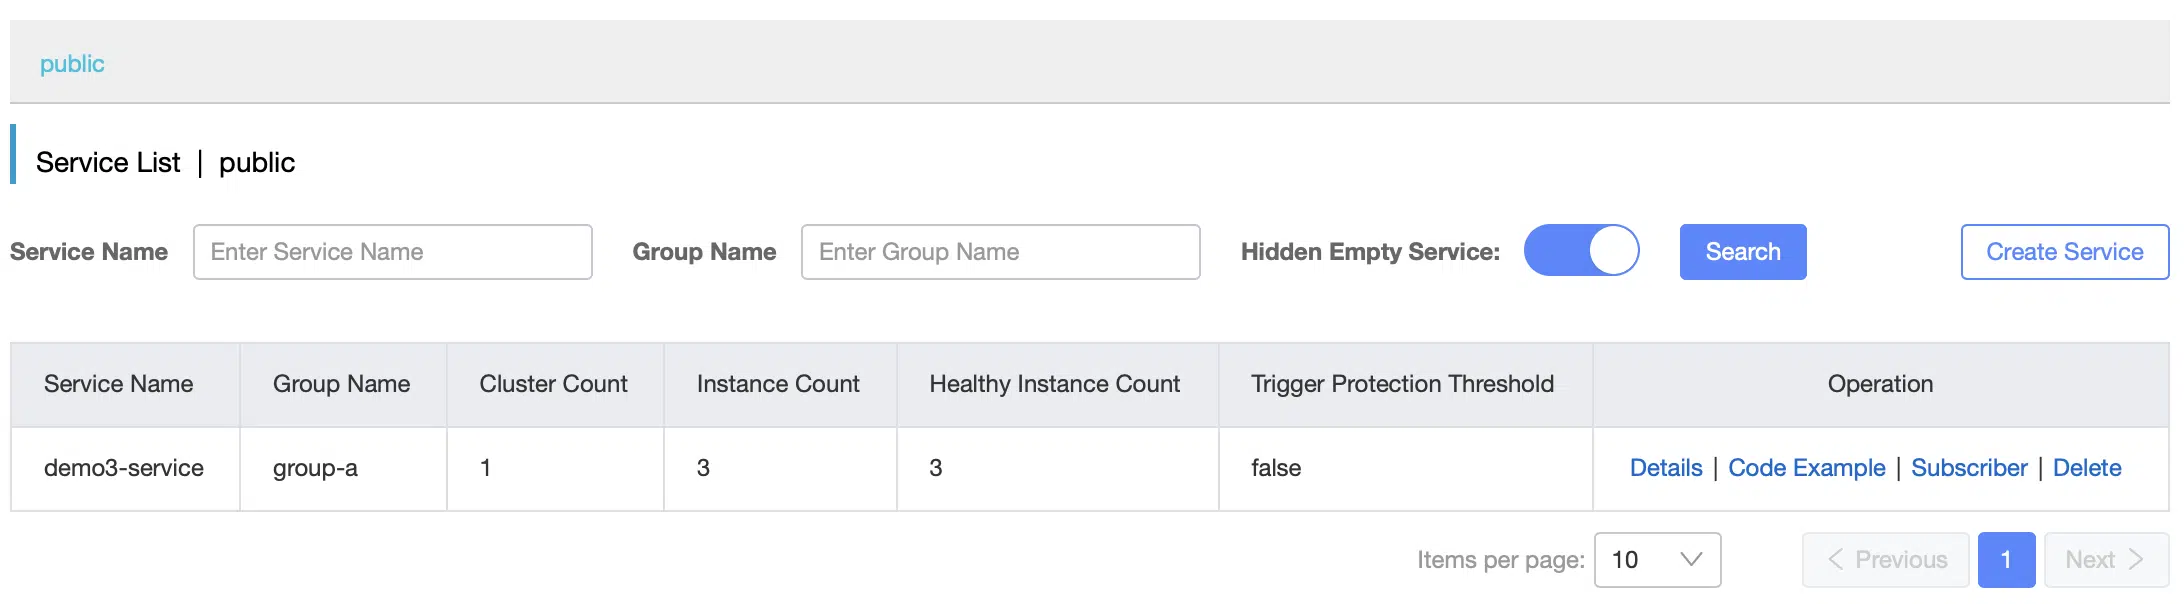 public
Service List | public
Service Name Enter Service Name Group Name Enter Group Name Hidden Empty Service: Search Create Service
Service Name Group Name Cluster Count Instance Count Healthy Instance Count Trigger Protection Threshold Operation
demo3-service group-a 1 3 3 false Details | Code Example | Subscriber | Delete
Items per page: 10 Previous 1 Next